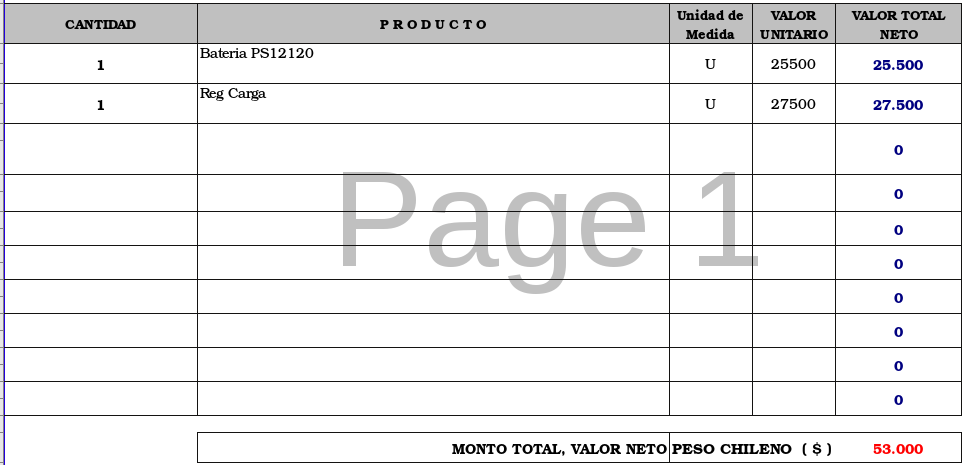 CANTIDAD PRODUCTO Unidad de Medida VALOR UNITARIO VALOR TOTAL NETO
1 Bateria PS12120 U 25500 25.500
1 Reg Carga U 27500 27.500
0
Page 1
0
0
0
0
0
0
0
MONTO TOTAL, VALOR NETO PESO CHILENO ( $ ) 53.000